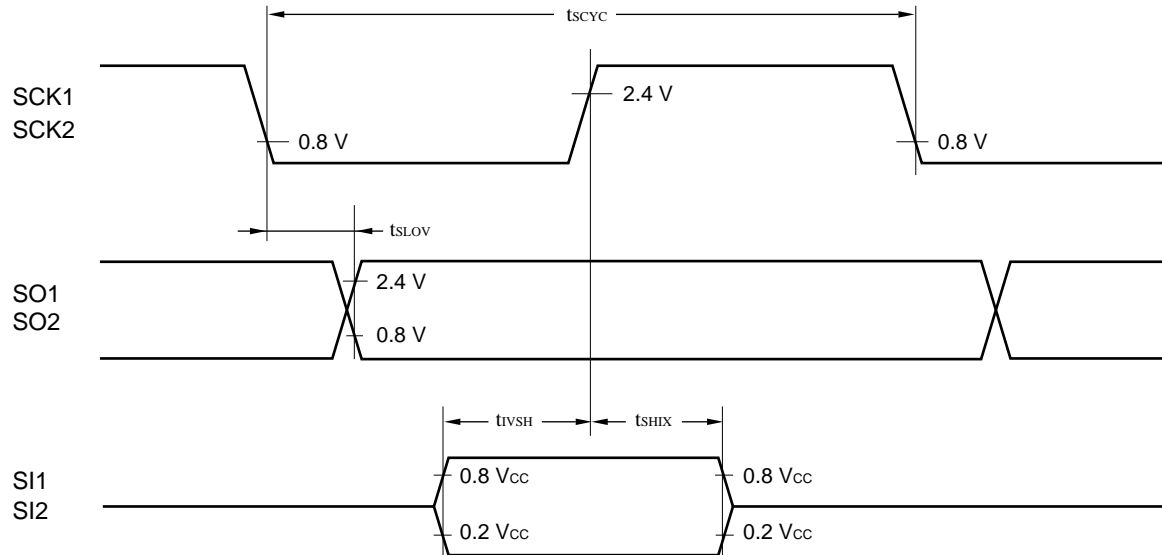 tSCYC
SCK1
SCK2
2.4 V
0.8 V
0.8 V
tSLOV
SO1
SO2
2.4 V
0.8 V
tIVSH
tSHIX
SI1
SI2
0.8 VCC
0.8 VCC
0.2 VCC
0.2 VCC